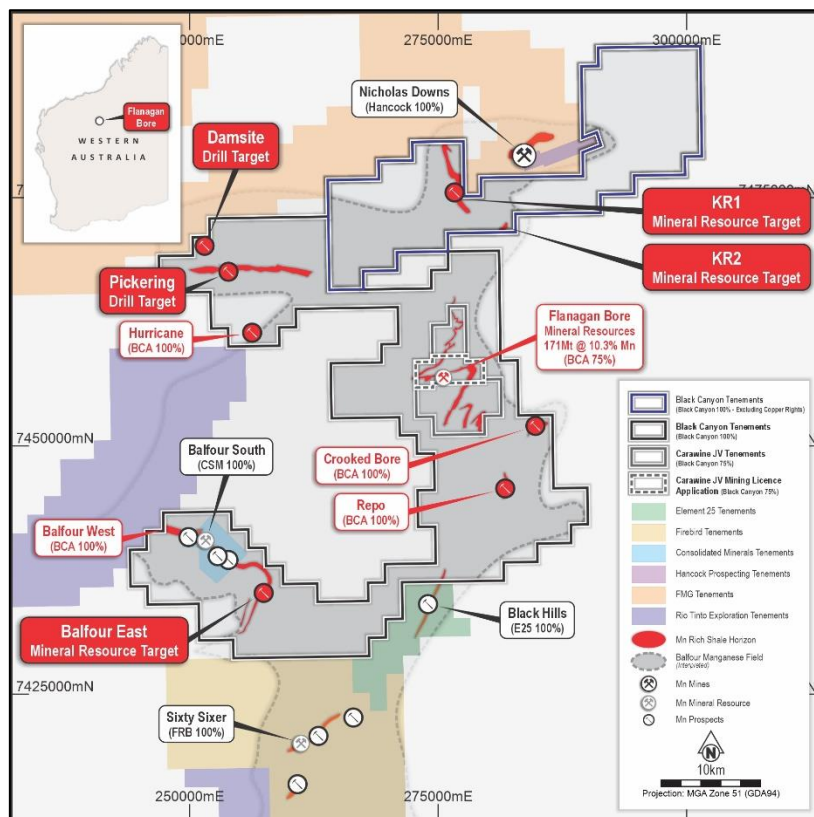 000mE
275000mE
300000mE
Flanagan
Bore
WESTERN
AUSTRALIA
Nicholas Downs
(Hancock 100%)
Damsite
Drill Target
7475000mN
KR1
Mineral Resource Target
KR2
Mineral Resource Target
Pickering
Drill Target
Hurricane
(BCA 100%)
Flanagan Bore
Mineral Resources
171Mt @ 10.3% Mn
(BCA 75%)
7450000mN
Balfour South
(CSM 100%)
Crooked Bore
(BCA 100%)
Repo
(BCA 100%)
Balfour West
(BCA 100%)
Balfour East
Mineral Resource Target
Black Hills
(E25 100%)
7425000mN
Sixty Sixer
(FRB 100%)
250000mE
275000mE
Black Canyon Tenements
(Black Canyon 100% - Excluding Copper Rights)
Black Canyon Tenements
(Black Canyon 100%)
Carawine JV Tenements
(Black Canyon 75%)
Carawine JV Mining Licence
Application (Black Canyon 75%)
Element 25 Tenements
Firebird Tenements
Consolidated Minerals Tenements
Hancock Prospecting Tenements
FMG Tenements
Rio Tinto Exploration Tenements
Mn Rich Shale Horizon
Balfour Manganese Field
(Interpreted)
Mn Mines
Mn Mineral Resource
Mn Prospects
N
10km
Projection: MGA Zone 51 (GDA94)